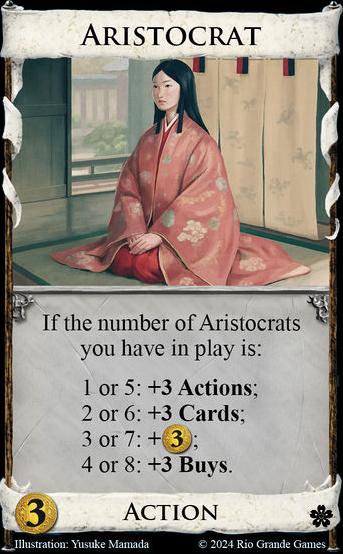 ARISTOCRAT
If the number of Aristocrats
you have in play is:
1 or 5: +3 Actions;
2 or 6: +3 Cards;
3 or 7: +3;
4 or 8: +3 Buys.
3 ACTION
Illustration: Yusuke Mamada © 2024 Rio Grande Games